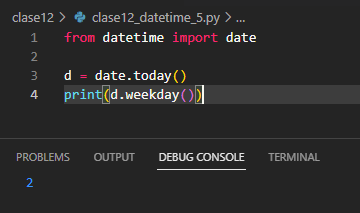 clase12 > clase12_datetime_5.py > ...
1 from datetime import date
2
3 d = date.today()
4 print(d.weekday())
PROBLEMS OUTPUT DEBUG CONSOLE TERMINAL
2